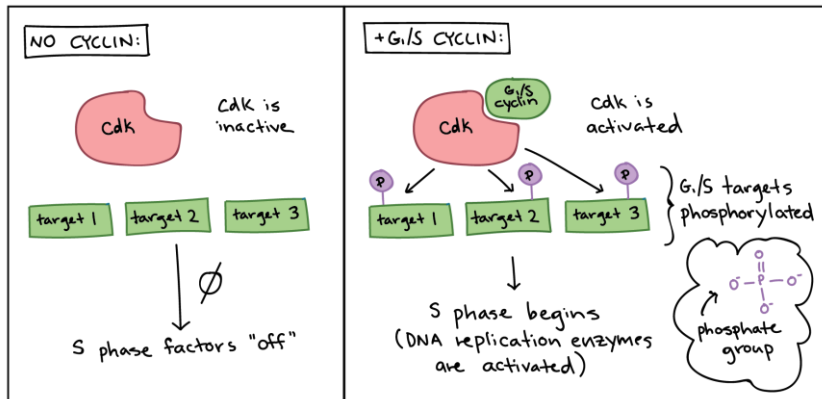 NO CYCLIN:
Cdk
Cdk is
inactive
target 1
target 2
target 3
S phase factors "off"
+G₁/S CYCLIN:
G₁/S
cyclin
Cdk
Cdk is
activated
P
P
P
target 1
target 2
target 3
G₁/S targets
phosphorylated
S phase begins
(DNA replication enzymes
are activated)
O
O⁻-P-O⁻
O⁻
phosphate
group